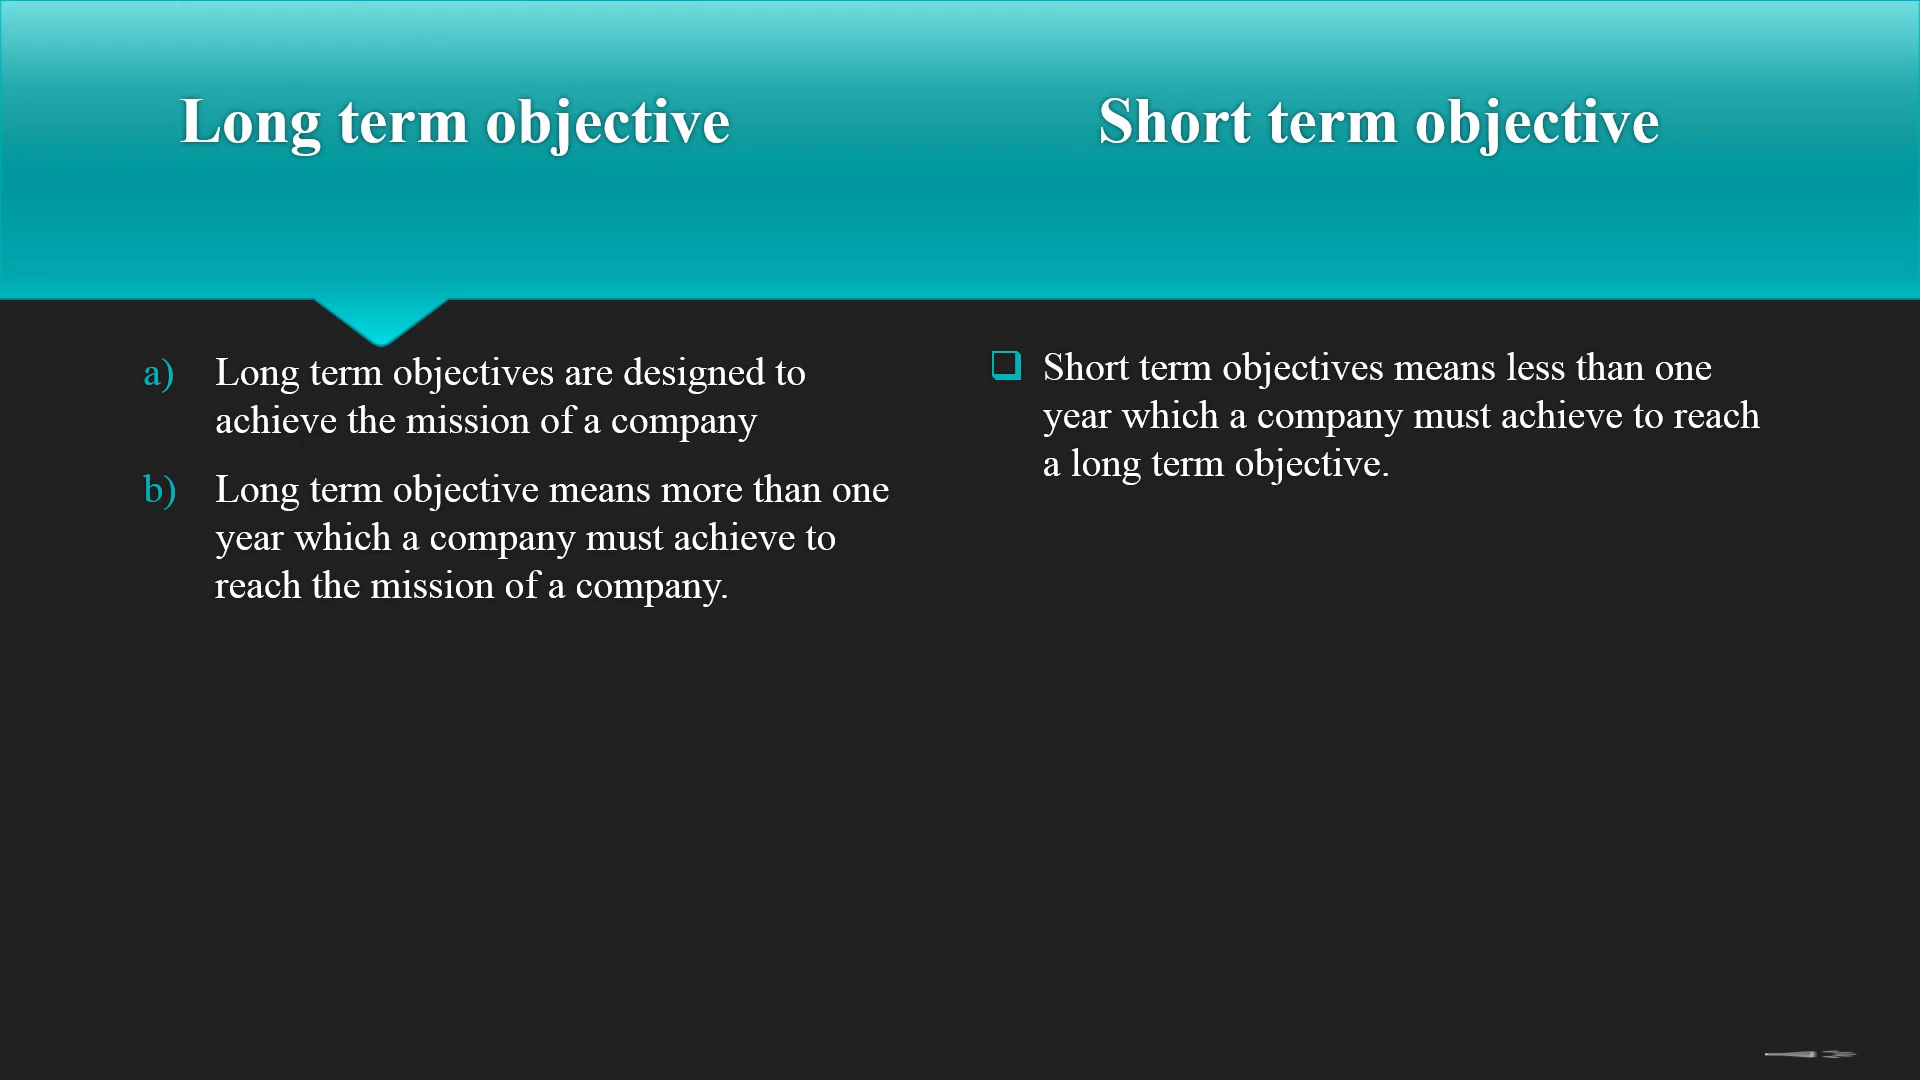 Long term objective
Short term objective
a) Long term objectives are designed to
achieve the mission of a company
b) Long term objective means more than one
year which a company must achieve to
reach the mission of a company.
Short term objectives means less than one
year which a company must achieve to reach
a long term objective.